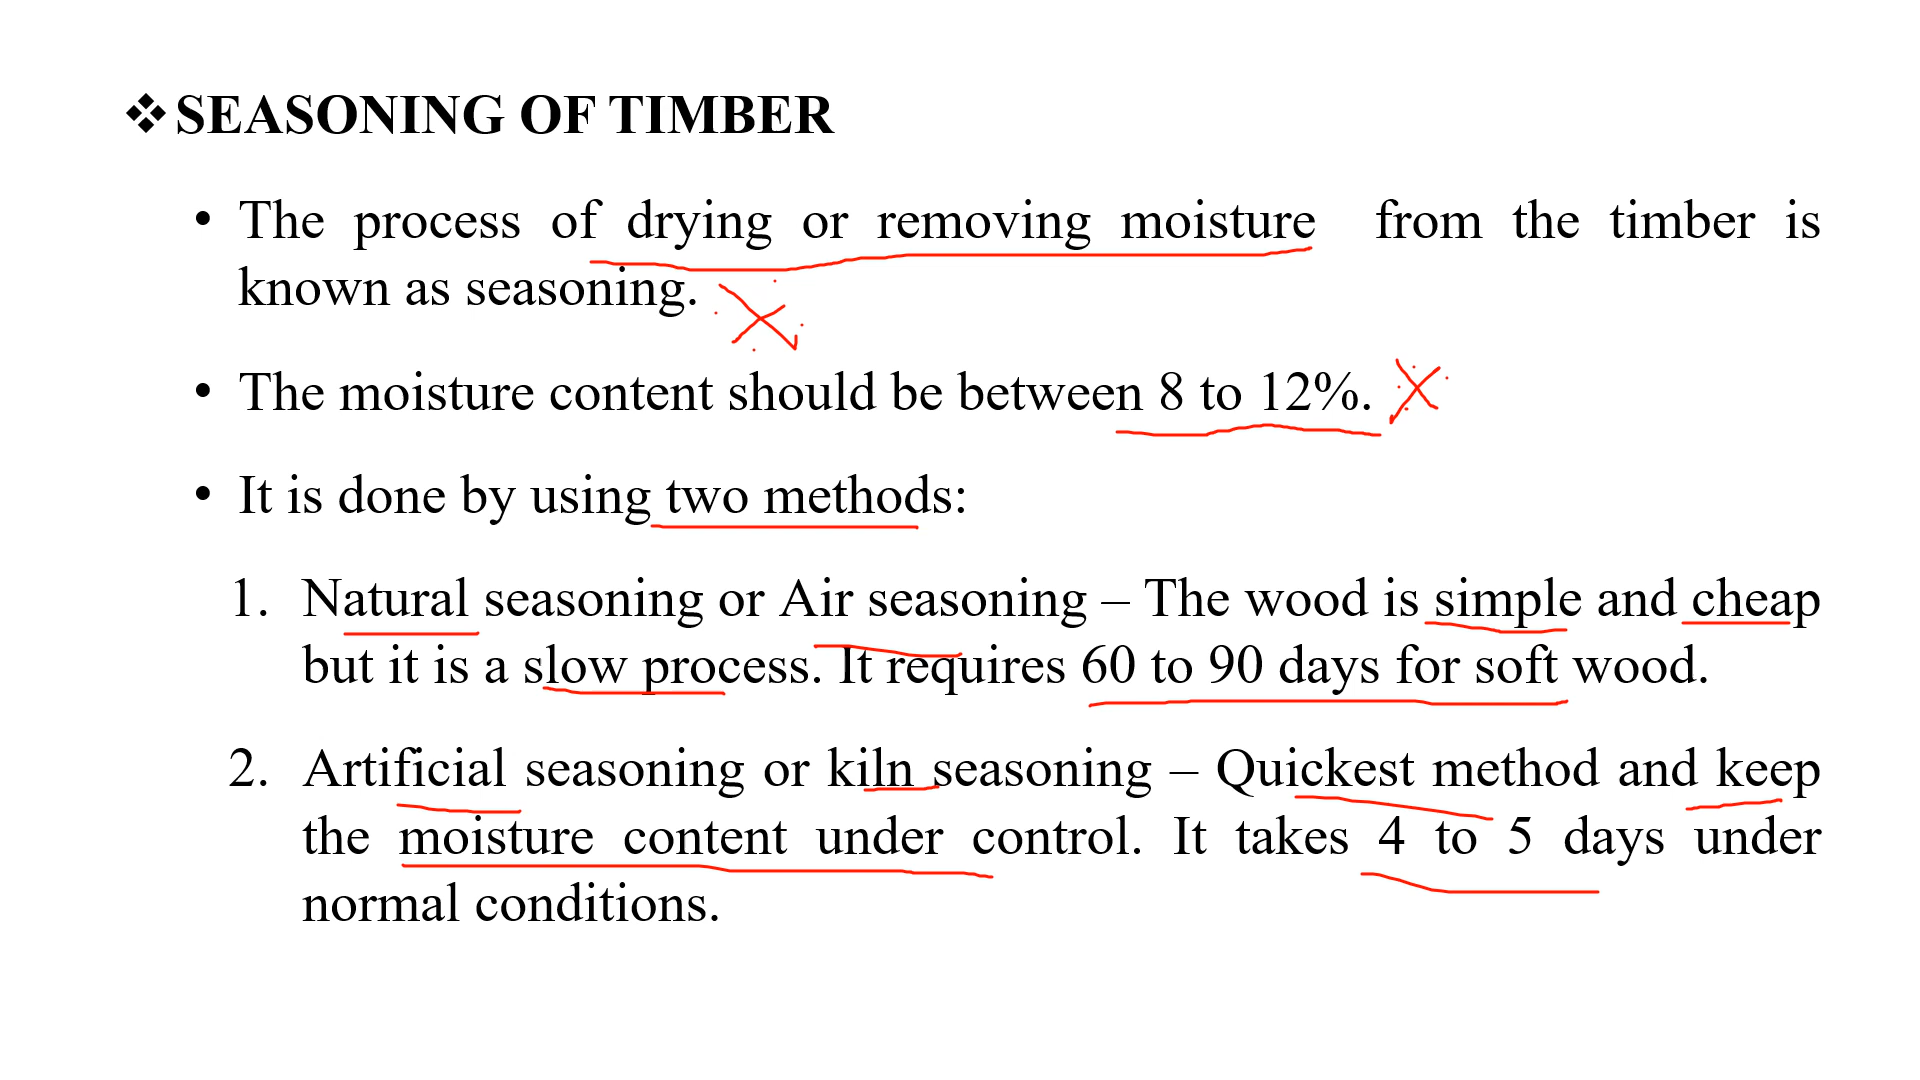 ❖SEASONING OF TIMBER
• The process of drying or removing moisture from the timber is
known as seasoning.
• The moisture content should be between 8 to 12%.
• It is done by using two methods:
1. Natural seasoning or Air seasoning – The wood is simple and cheap
but it is a slow process. It requires 60 to 90 days for soft wood.
2. Artificial seasoning or kiln seasoning – Quickest method and keep
the moisture content under control. It takes 4 to 5 days under
normal conditions.